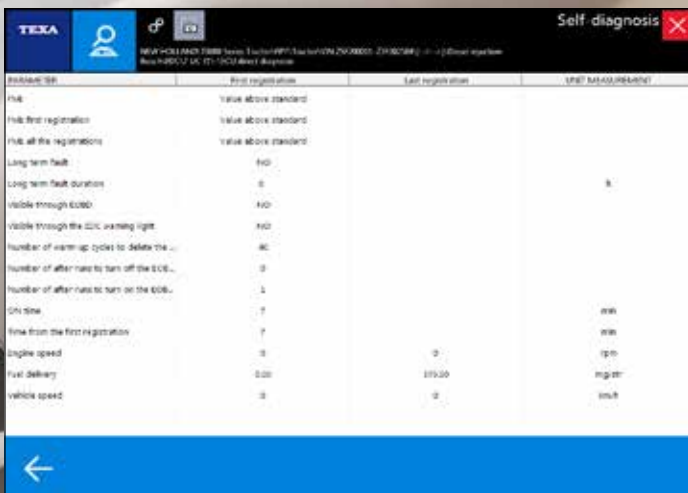 TEXA
Self-diagnosis
NEW HOLLAND
direct diagnosis
PARAMETER First registration Last registration UNIT MEASUREMENT
Value above standard
first registration Value above standard
all the registrations Value above standard
Long term fault NO
Long term fault duration 0 h
Visible through EOBD NO
Visible through the EDC warning light NO
Number of warm up cycles to delete the ... 40
Number of after runs to turn off the EOB... 0
Number of after runs to turn on the EOB... 1
ON time 7 min
Time from the first registration 7 min
Engine speed 0 0 rpm
Fuel delivery 0.00 mg/str
Vehicle speed 0 0 km/h